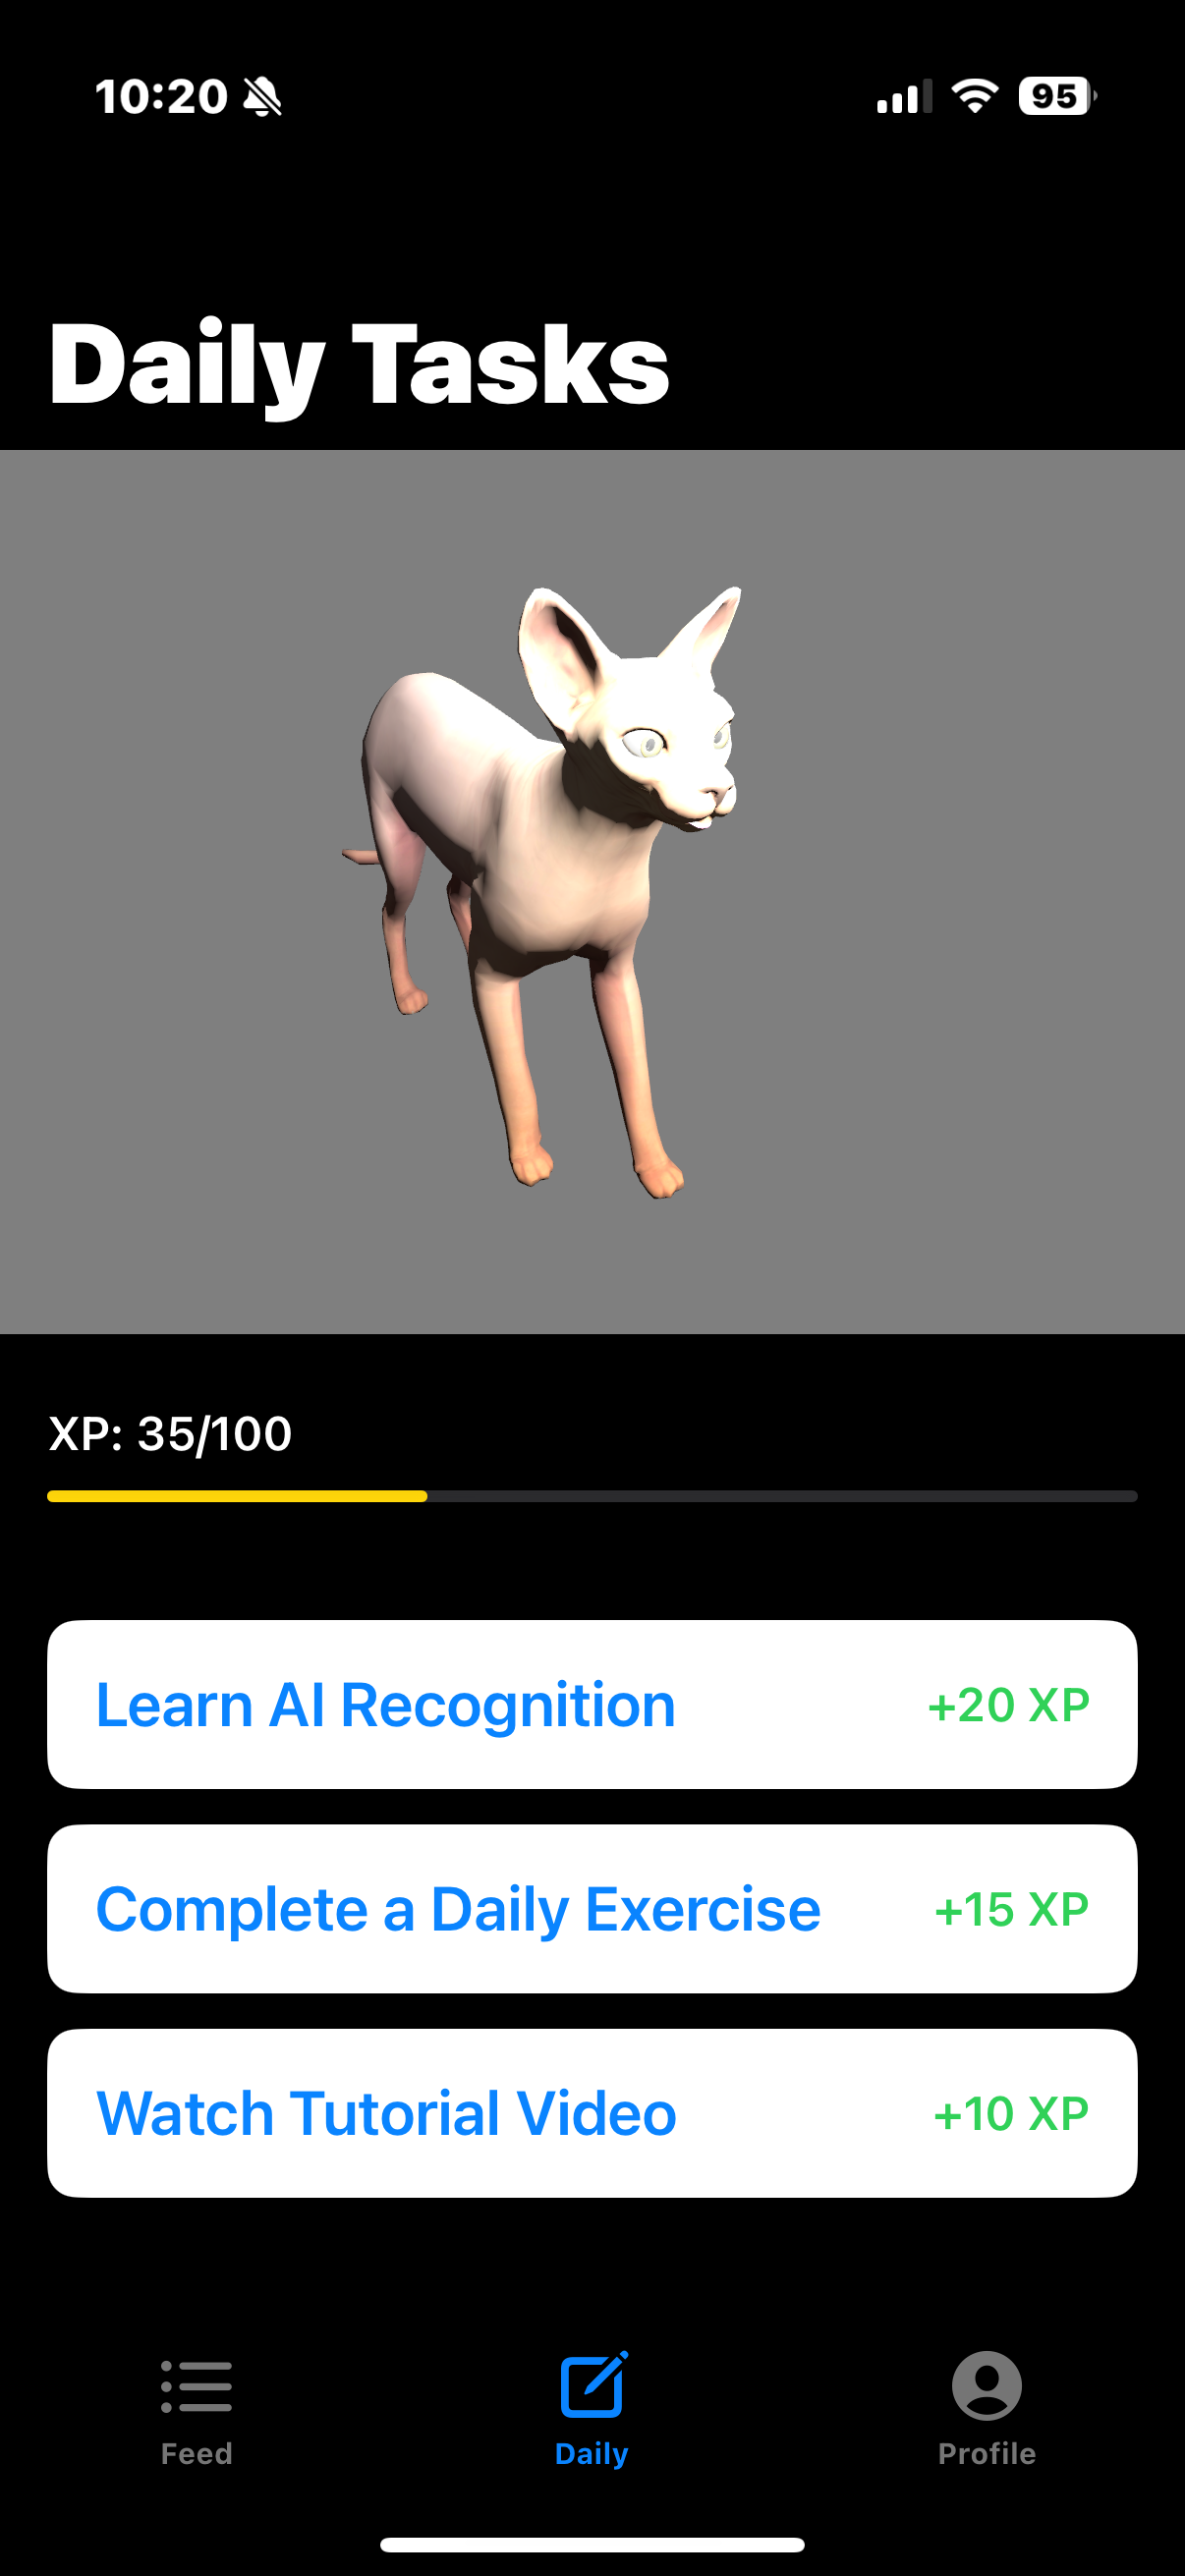 10:20
95
Daily Tasks
XP: 35/100
Learn AI Recognition +20 XP
Complete a Daily Exercise +15 XP
Watch Tutorial Video +10 XP
Feed Daily Profile